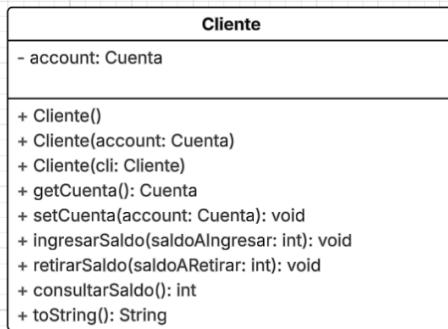 Cliente
- account: Cuenta
+ Cliente()
+ Cliente(account: Cuenta)
+ Cliente(cli: Cliente)
+ getCuenta(): Cuenta
+ setCuenta(account: Cuenta): void
+ ingresarSaldo(saldoAIngresar: int): void
+ retirarSaldo(saldoARetirar: int): void
+ consultarSaldo(): int
+ toString(): String